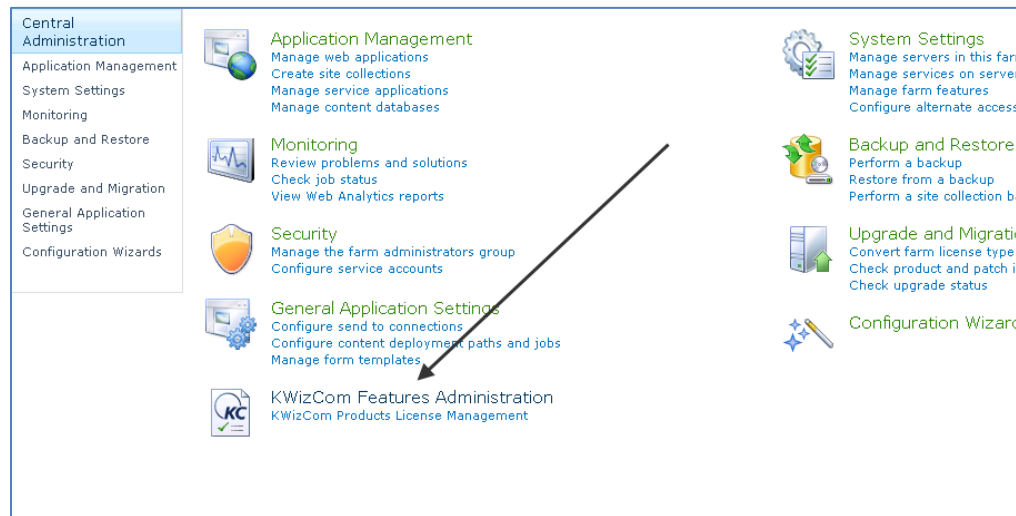 Central
Administration
Application Management
System Settings
Monitoring
Backup and Restore
Security
Upgrade and Migration
General Application
Settings
Configuration Wizards
Application Management
Manage web applications
Create site collections
Manage service applications
Manage content databases
Monitoring
Review problems and solutions
Check job status
View Web Analytics reports
Security
Manage the farm administrators group
Configure service accounts
General Application Settings
Configure send to connections
Configure content deployment paths and jobs
Manage form templates
KC
KWizCom Features Administration
KWizCom Products License Management
System Settings
Manage servers in this far
Manage services on serve
Manage farm features
Configure alternate access
Backup and Restore
Perform a backup
Restore from a backup
Perform a site collection b
Upgrade and Migrati
Convert farm license type
Check product and patch i
Check upgrade status
Configuration Wizar